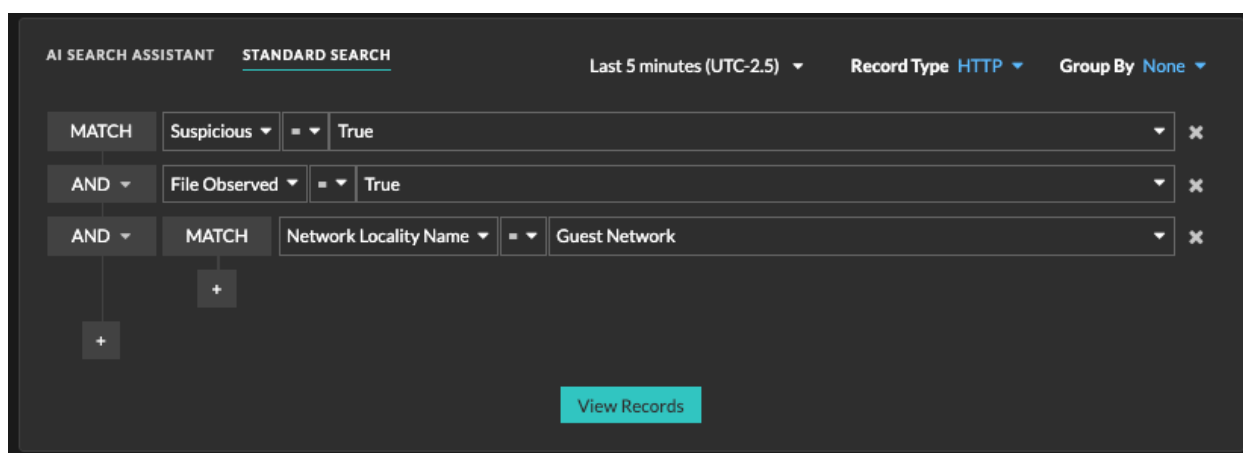 AI SEARCH ASSISTANT STANDARD SEARCH Last 5 minutes (UTC-2.5) Record Type HTTP Group By None
MATCH Suspicious = True
AND File Observed = True
AND MATCH Network Locality Name = Guest Network
+
+
View Records